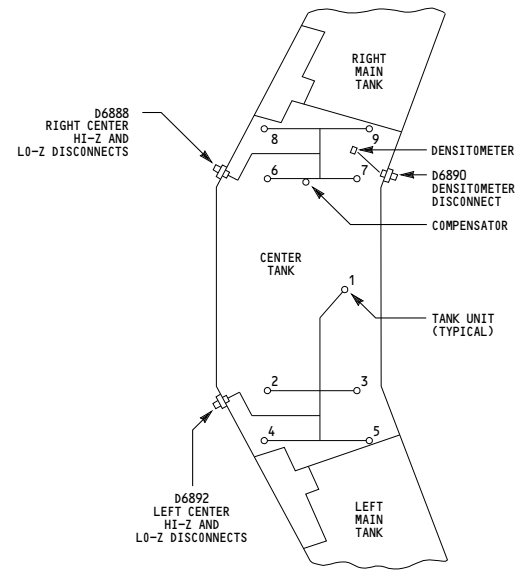 RIGHT
MAIN
TANK
D6888
RIGHT CENTER
HI-Z AND
LO-Z DISCONNECTS
8
9
DENSITOMETER
6
7
D6890
DENSITOMETER
DISCONNECT
COMPENSATOR
CENTER
TANK
1
TANK UNIT
(TYPICAL)
2
3
4
5
D6892
LEFT CENTER
HI-Z AND
LO-Z DISCONNECTS
LEFT
MAIN
TANK